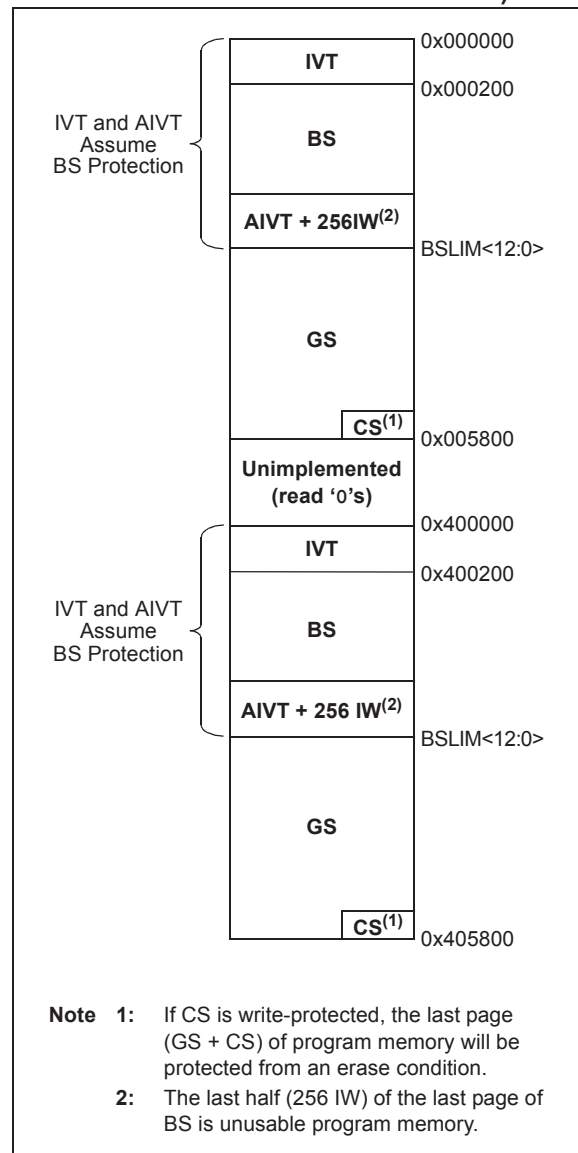 IVT
0x000000
0x000200
IVT and AIVT
Assume
BS Protection
BS
AIVT + 256IW(2)
BSLIM<12:0>
GS
CS(1)
0x005800
Unimplemented
(read ‘0’s)
0x400000
IVT
0x400200
IVT and AIVT
Assume
BS Protection
BS
AIVT + 256 IW(2)
BSLIM<12:0>
GS
CS(1)
0x405800
Note 1: If CS is write-protected, the last page
(GS + CS) of program memory will be
protected from an erase condition.
2: The last half (256 IW) of the last page of
BS is unusable program memory.